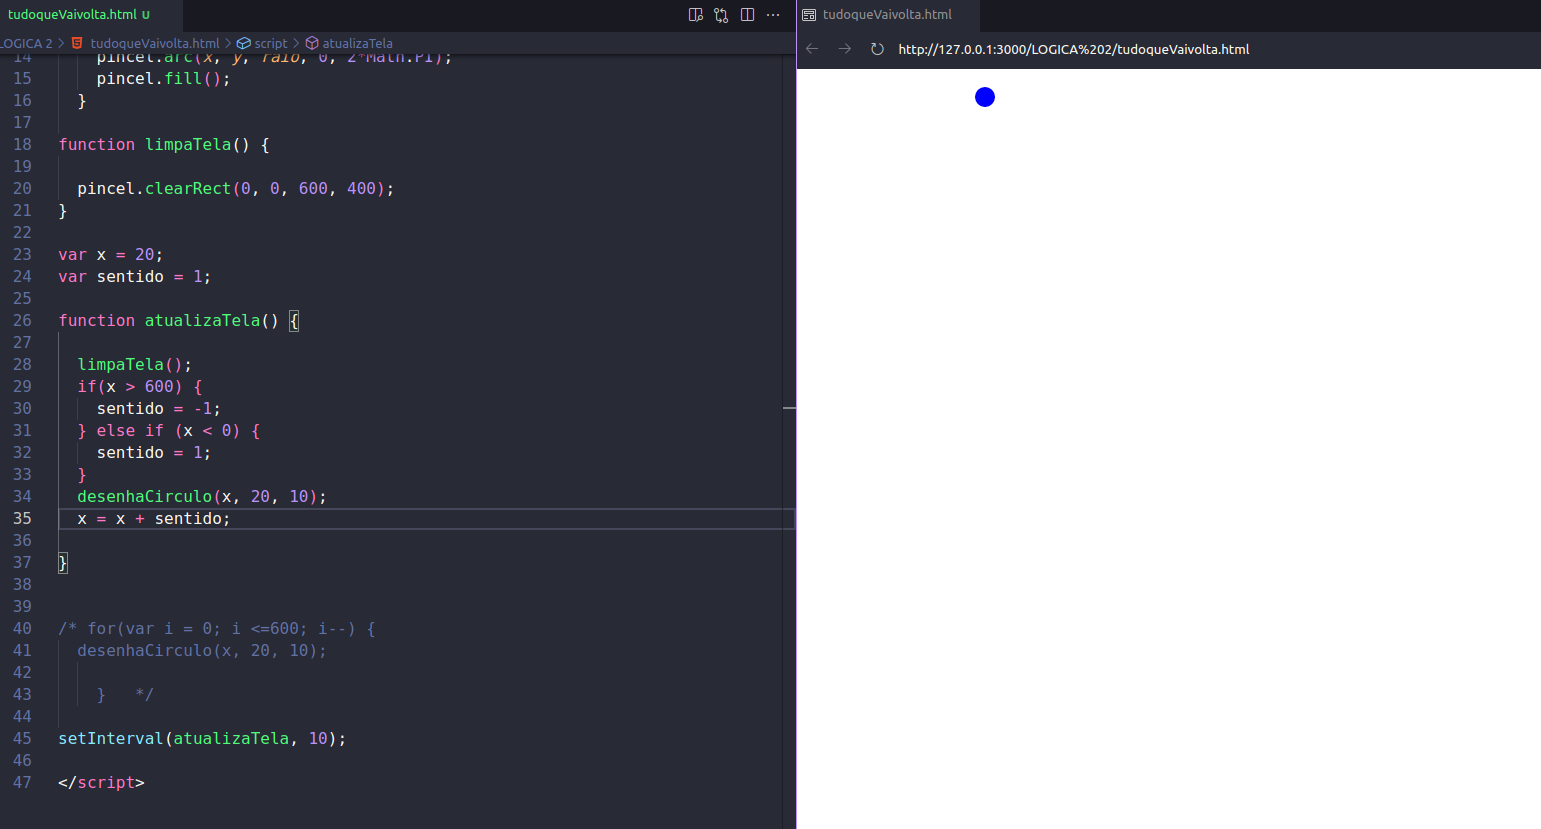 tudoqueVaivolta.html U
LOGICA 2 > tudoqueVaivolta.html > script > atualizaTela
14 pincel.arc(x, y, raio, 0, 2*Math.PI);
15 pincel.fill();
16 }
17
18 function limpaTela() {
19
20 pincel.clearRect(0, 0, 600, 400);
21 }
22
23 var x = 20;
24 var sentido = 1;
25
26 function atualizaTela() {
27
28 limpaTela();
29 if(x > 600) {
30 sentido = -1;
31 } else if (x < 0) {
32 sentido = 1;
33 }
34 desenhaCirculo(x, 20, 10);
35 x = x + sentido;
36
37 }
38
39
40 /* for(var i = 0; i <=600; i--) {
41 desenhaCirculo(x, 20, 10);
42
43 } */
44
45 setInterval(atualizaTela, 10);
46
47 </script>
tudoqueVaivolta.html
http://127.0.0.1:3000/LOGICA%202/tudoqueVaivolta.html